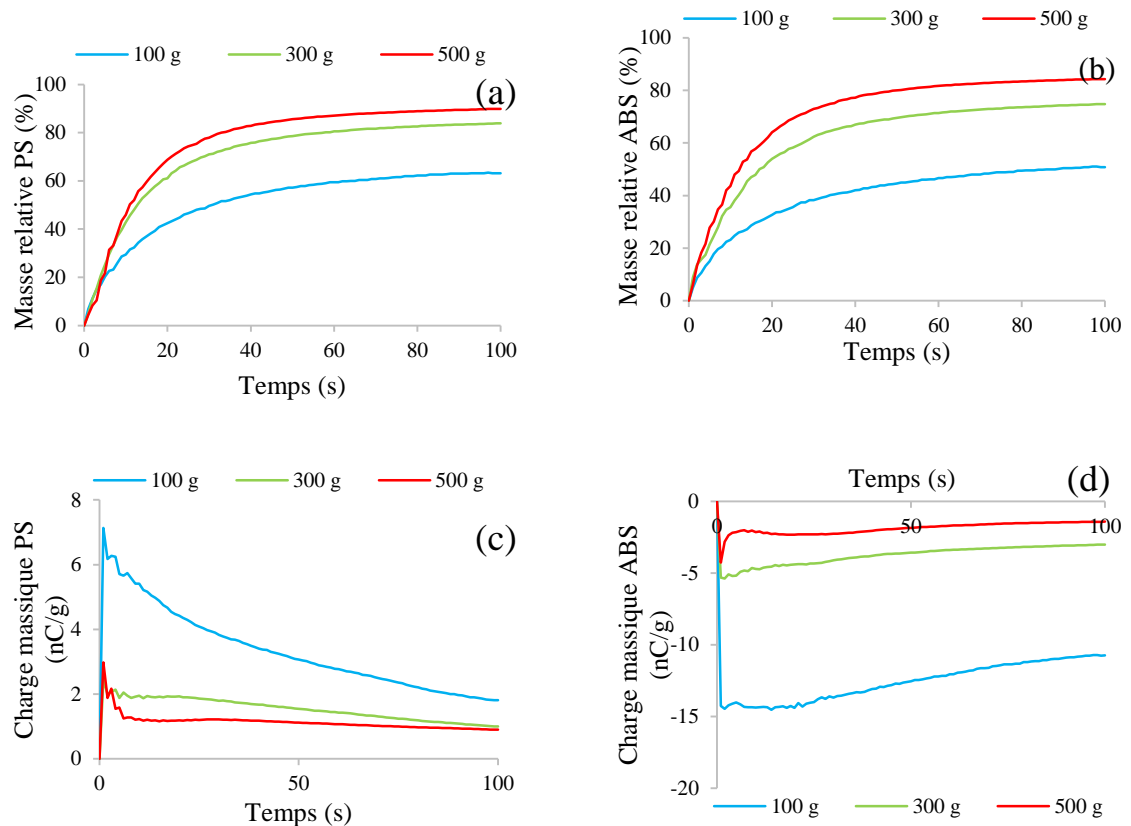 100 g 300 g 500 g
(a)
Masse relative PS (%)
100
80
60
40
20
0
0 20 40 60 80 100
Temps (s)
100 g 300 g 500 g
(b)
Masse relative ABS (%)
100
80
60
40
20
0
0 20 40 60 80 100
Temps (s)
100 g 300 g 500 g
(c)
Charge massique PS
(nC/g)
8
6
4
2
0
0 50 100
Temps (s)
Temps (s)
(d)
Charge massique ABS
(nC/g)
0
-5
-10
-15
-20
0 50 100
100 g 300 g 500 g